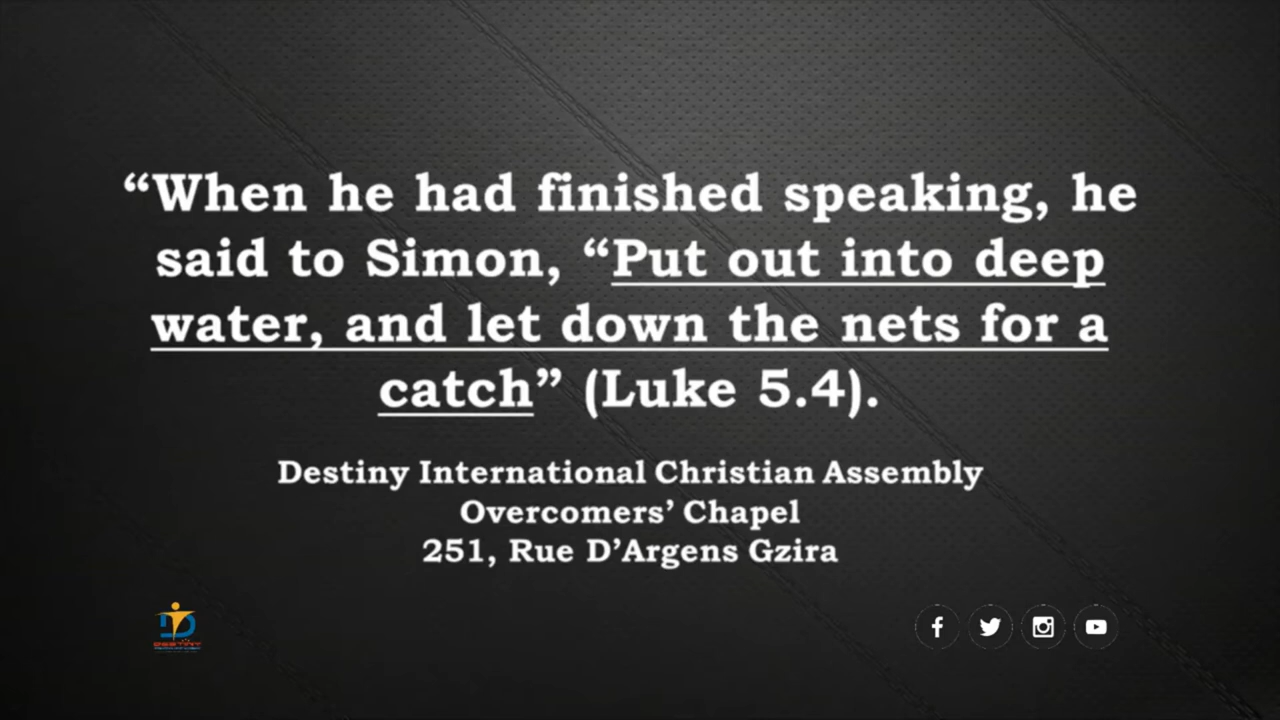 “When he had finished speaking, he
said to Simon, “Put out into deep
water, and let down the nets for a
catch” (Luke 5.4).
Destiny International Christian Assembly
Overcomers’ Chapel
251, Rue D’Argens Gzira
DESTINY